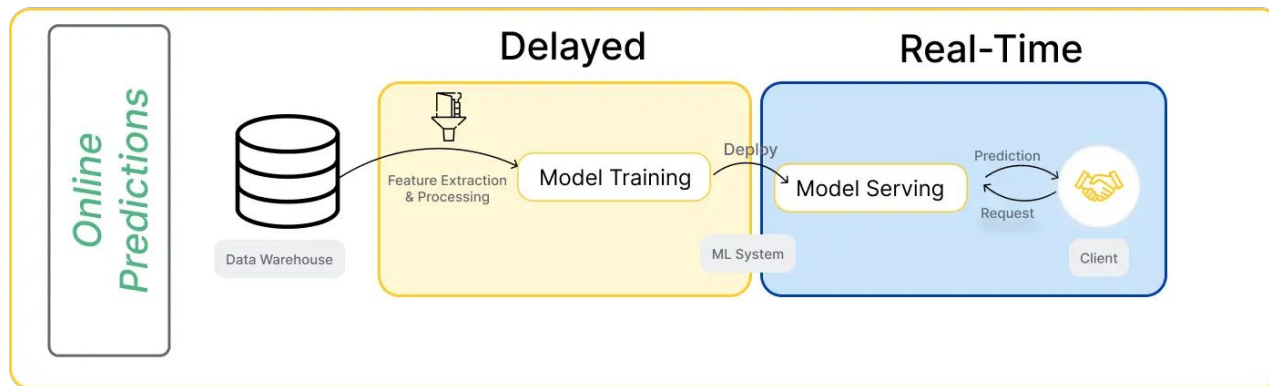 Online
Predictions
Delayed
Real-Time
Data Warehouse
Feature Extraction
& Processing
Model Training
Deploy
ML System
Model Serving
Prediction
Request
Client